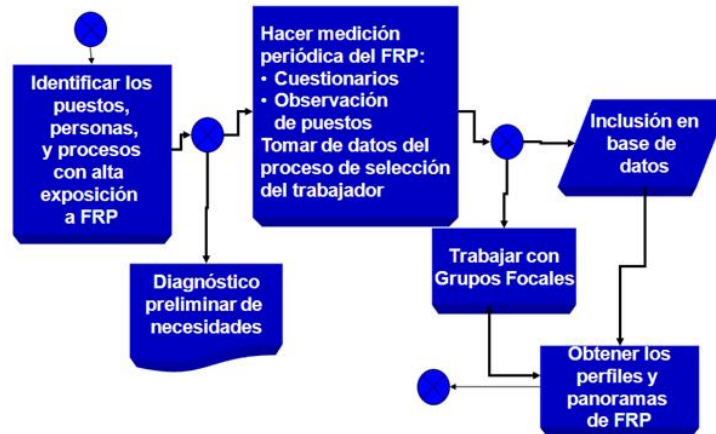 Identificar los
puestos,
personas,
y procesos
con alta
exposición
a FRP
Diagnóstico
preliminar de
necesidades
Hacer medición
periódica del FRP:
• Cuestionarios
• Observación
de puestos
Tomar de datos del
proceso de selección
del trabajador
Trabajar con
Grupos Focales
Inclusión en
base de
datos
Obtener los
perfiles y
panoramas
de FRP